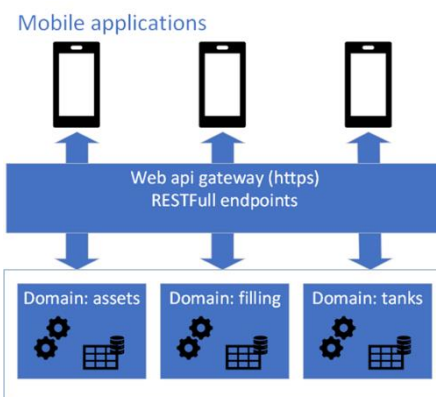 Mobile applications
Web api gateway (https)
RESTFull endpoints
Domain: assets
Domain: filling
Domain: tanks